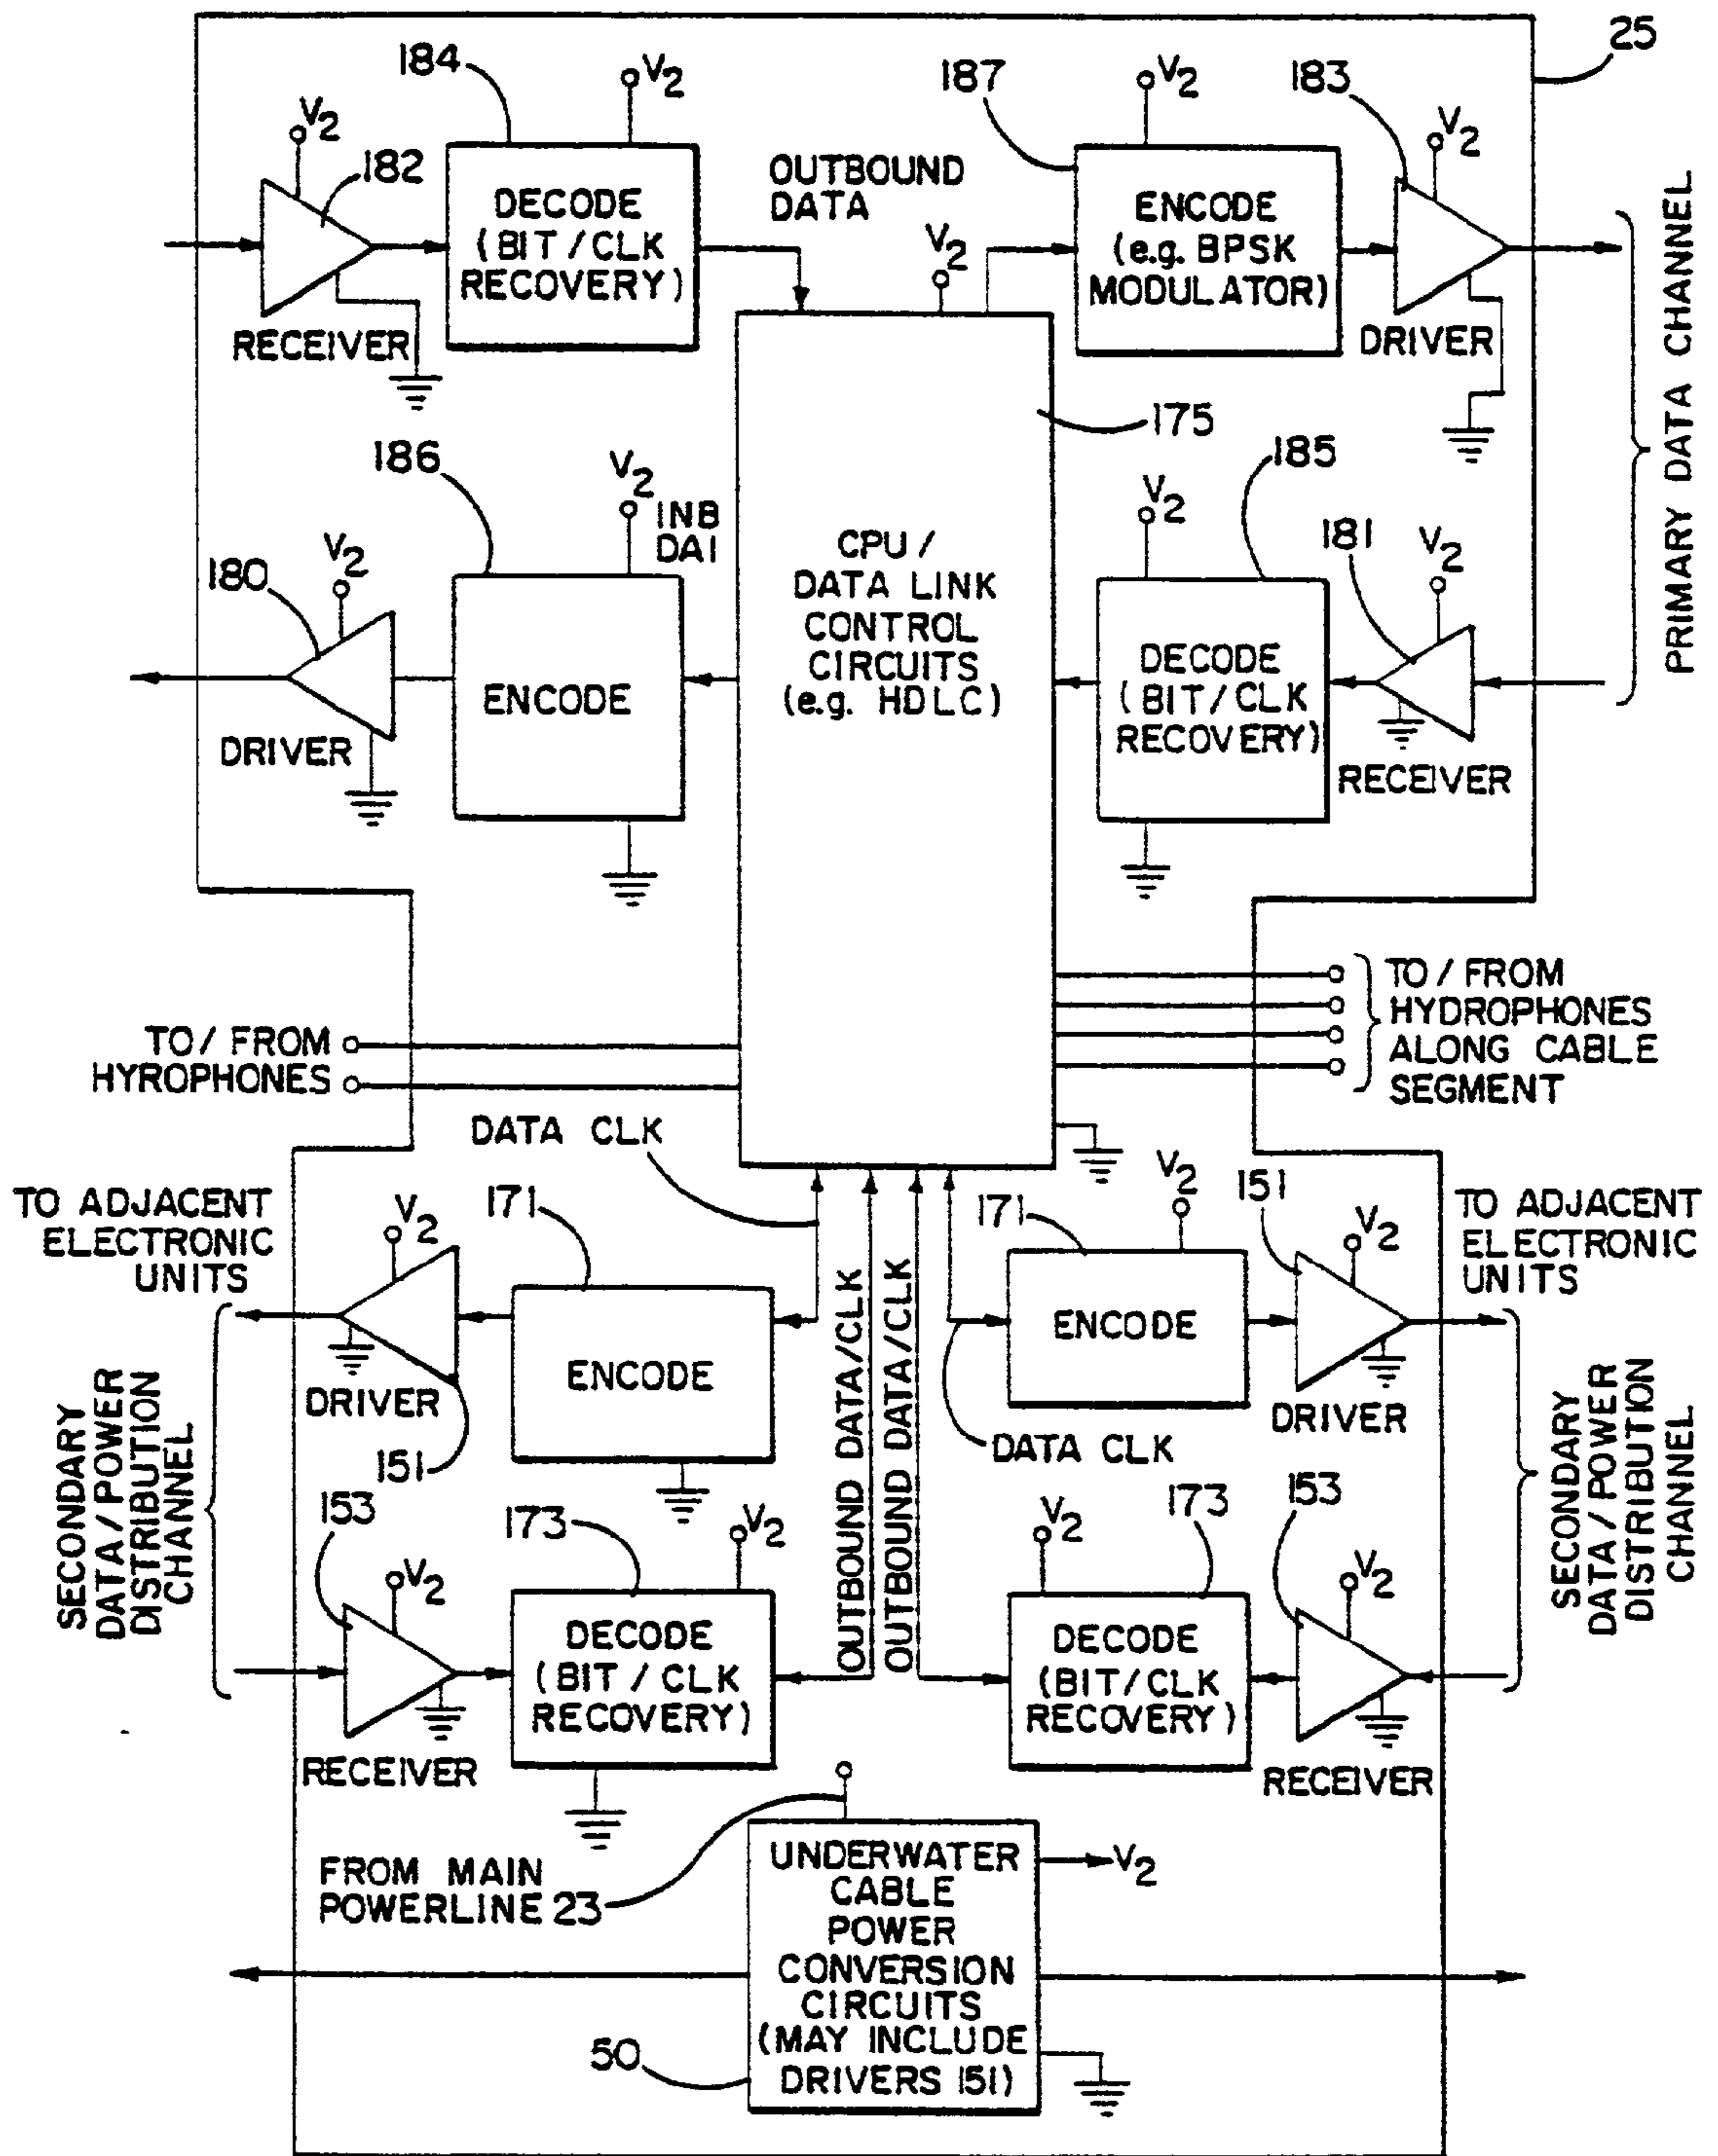 25
184
V2
187
V2
183
V2
182
V2
DECODE
(BIT/CLK
RECOVERY)
OUTBOUND
DATA
ENCODE
(e.g. BPSK
MODULATOR)
V2
RECEIVER
DRIVER
PRIMARY DATA CHANNEL
175
186
V2
INB
DAI
185
V2
180
V2
CPU /
DATA LINK
CONTROL
CIRCUITS
(e.g. HDLC)
181
V2
ENCODE
DECODE
(BIT/CLK
RECOVERY)
DRIVER
RECEIVER
TO / FROM
HYDROPHONES
ALONG CABLE
SEGMENT
TO / FROM
HYROPHONES
DATA CLK
TO ADJACENT
ELECTRONIC
UNITS
V2
171
171
V2
151
V2
TO ADJACENT
ELECTRONIC
UNITS
ENCODE
ENCODE
DRIVER
151
OUTBOUND DATA/CLK
OUTBOUND DATA/CLK
DATA CLK
DRIVER
SECONDARY
DATA/POWER
DISTRIBUTION
CHANNEL
SECONDARY
DATA/POWER
DISTRIBUTION
CHANNEL
153
V2
173
V2
V2
173
153
V2
DECODE
(BIT / CLK
RECOVERY)
DECODE
(BIT/CLK
RECOVERY)
RECEIVER
RECEIVER
FROM MAIN
POWERLINE 23
UNDERWATER
CABLE
POWER
CONVERSION
CIRCUITS
(MAY INCLUDE
DRIVERS 151)
V2
50